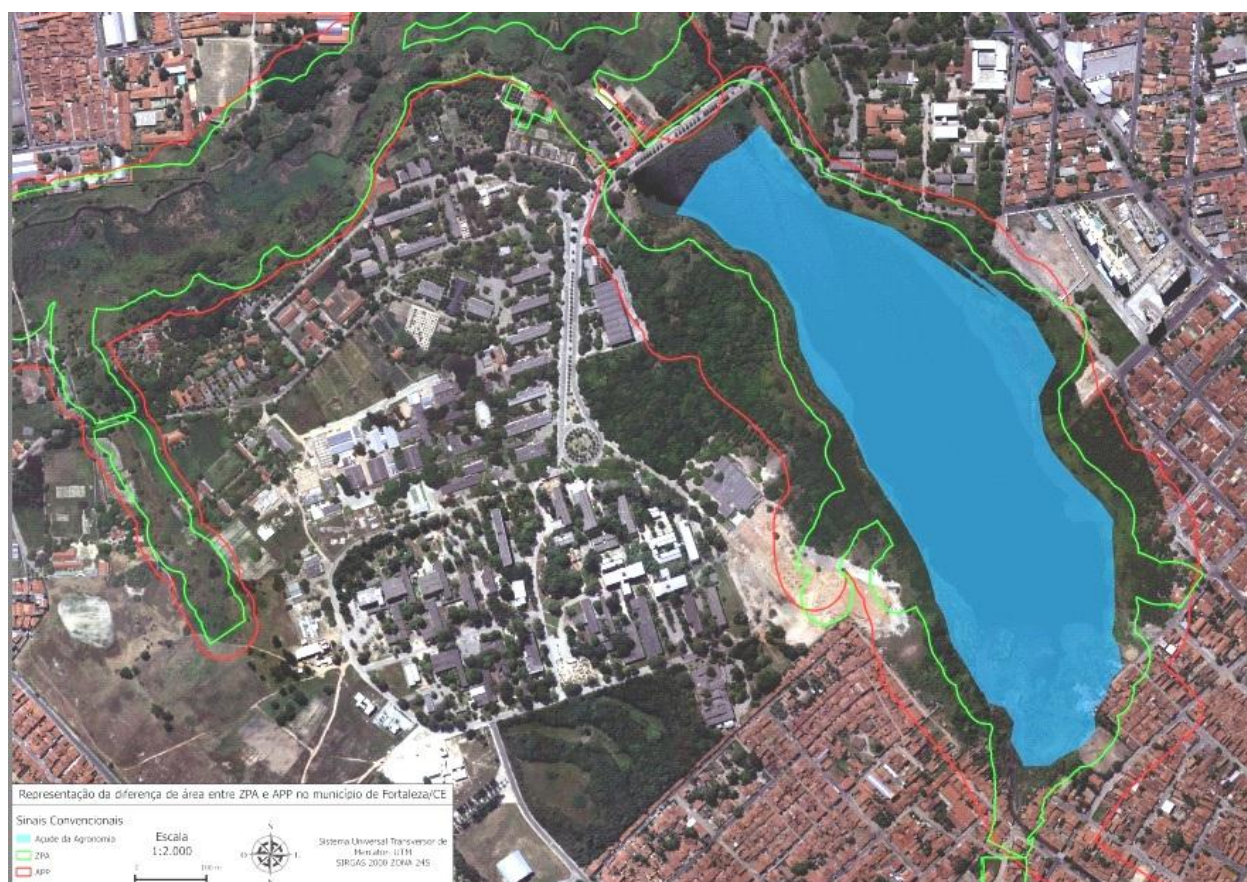 Representação da diferença de área entre ZPA e APP no município de Fortaleza/CE
Sinais Convencionais
Açude da Agronomia
ZPA
APP
Escala
1:2.000
100 m
Sistema Universal Transversor de
Mercator- UTM
SIRGAS 2000 ZONA 24S